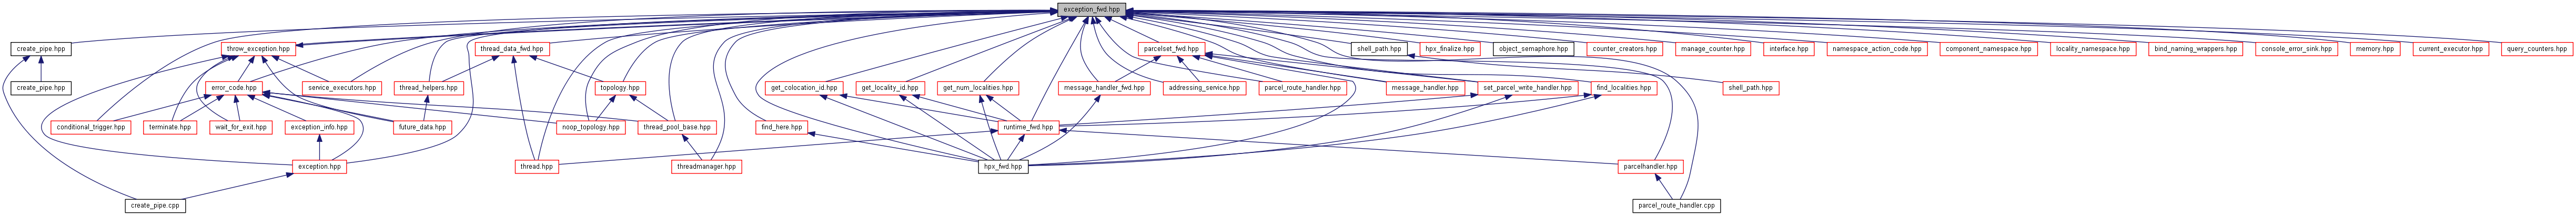 exception_fwd.hpp
create_pipe.hpp
throw_exception.hpp
thread_data_fwd.hpp
parcelset_fwd.hpp
shell_path.hpp
hpx_finalize.hpp
object_semaphore.hpp
counter_creators.hpp
manage_counter.hpp
interface.hpp
namespace_action_code.hpp
component_namespace.hpp
locality_namespace.hpp
bind_naming_wrappers.hpp
console_error_sink.hpp
memory.hpp
current_executor.hpp
query_counters.hpp
create_pipe.hpp
error_code.hpp
service_executors.hpp
thread_helpers.hpp
topology.hpp
get_colocation_id.hpp
get_locality_id.hpp
get_num_localities.hpp
message_handler_fwd.hpp
addressing_service.hpp
parcel_route_handler.hpp
message_handler.hpp
set_parcel_write_handler.hpp
find_localities.hpp
shell_path.hpp
conditional_trigger.hpp
terminate.hpp
wait_for_exit.hpp
exception_info.hpp
future_data.hpp
noop_topology.hpp
thread_pool_base.hpp
find_here.hpp
runtime_fwd.hpp
exception.hpp
thread.hpp
threadmanager.hpp
hpx_fwd.hpp
parcelhandler.hpp
create_pipe.cpp
parcel_route_handler.cpp